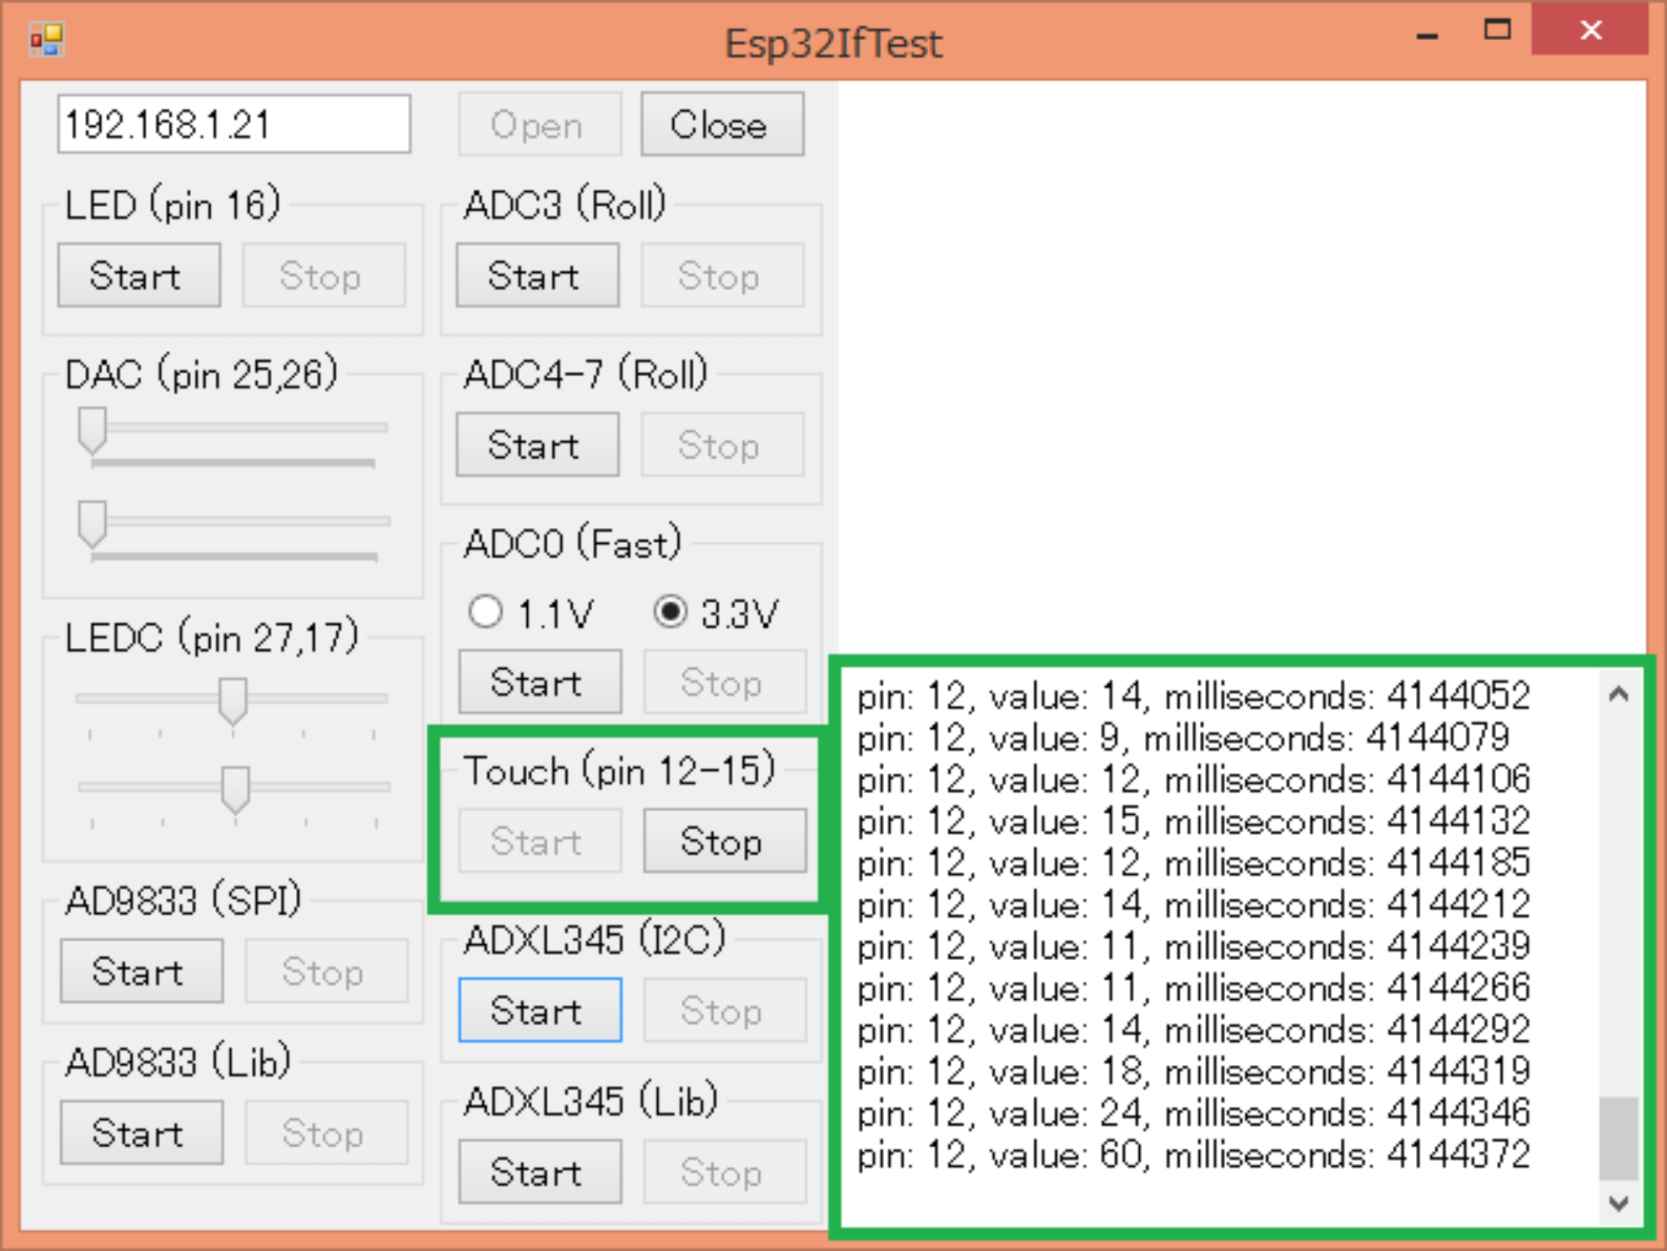 Esp32IfTest
192.168.1.21
Open Close
LED (pin 16)
Start Stop
DAC (pin 25,26)
LEDC (pin 27,17)
AD9833 (SPI)
Start Stop
AD9833 (Lib)
Start Stop
ADC3 (Roll)
Start Stop
ADC4-7 (Roll)
Start Stop
ADC0 (Fast)
1.1V 3.3V
Start Stop
Touch (pin 12-15)
Start Stop
ADXL345 (I2C)
Start Stop
ADXL345 (Lib)
Start Stop
pin: 12, value: 14, milliseconds: 4144052
pin: 12, value: 9, milliseconds: 4144079
pin: 12, value: 12, milliseconds: 4144106
pin: 12, value: 15, milliseconds: 4144132
pin: 12, value: 12, milliseconds: 4144185
pin: 12, value: 14, milliseconds: 4144212
pin: 12, value: 11, milliseconds: 4144239
pin: 12, value: 11, milliseconds: 4144266
pin: 12, value: 14, milliseconds: 4144292
pin: 12, value: 18, milliseconds: 4144319
pin: 12, value: 24, milliseconds: 4144346
pin: 12, value: 60, milliseconds: 4144372